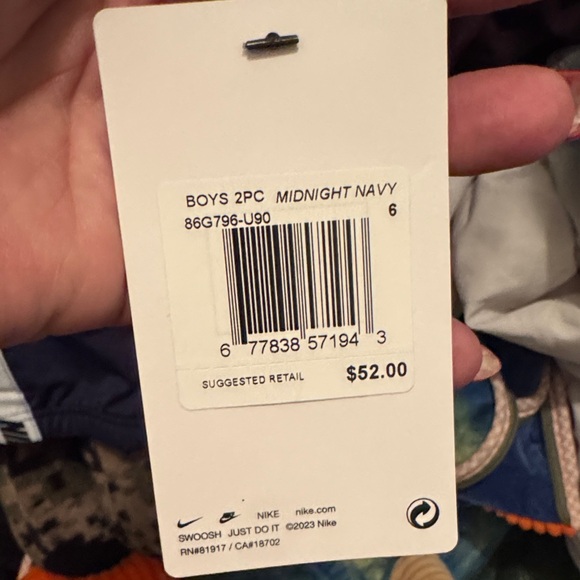 BOYS 2PC MIDNIGHT NAVY
86G796-U90 6
6 77838 57194 3
SUGGESTED RETAIL $52.00
NIKE nike.com
SWOOSH JUST DO IT ©2023 Nike
RN#81917 / CA#18702